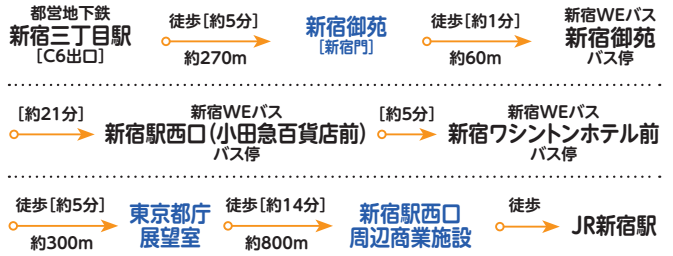 都営地下鉄
新宿三丁目駅
[C6出口]
徒歩[約5分]
約270m
新宿御苑
[新宿門]
徒歩[約1分]
約60m
新宿WEバス
新宿御苑
バス停
[約21分]
新宿WEバス
新宿駅西口(小田急百貨店前)
バス停
[約5分]
新宿WEバス
新宿ワシントンホテル前
バス停
徒歩[約5分]
約300m
東京都庁
展望室
徒歩[約14分]
約800m
新宿駅西口
周辺商業施設
徒歩
JR新宿駅